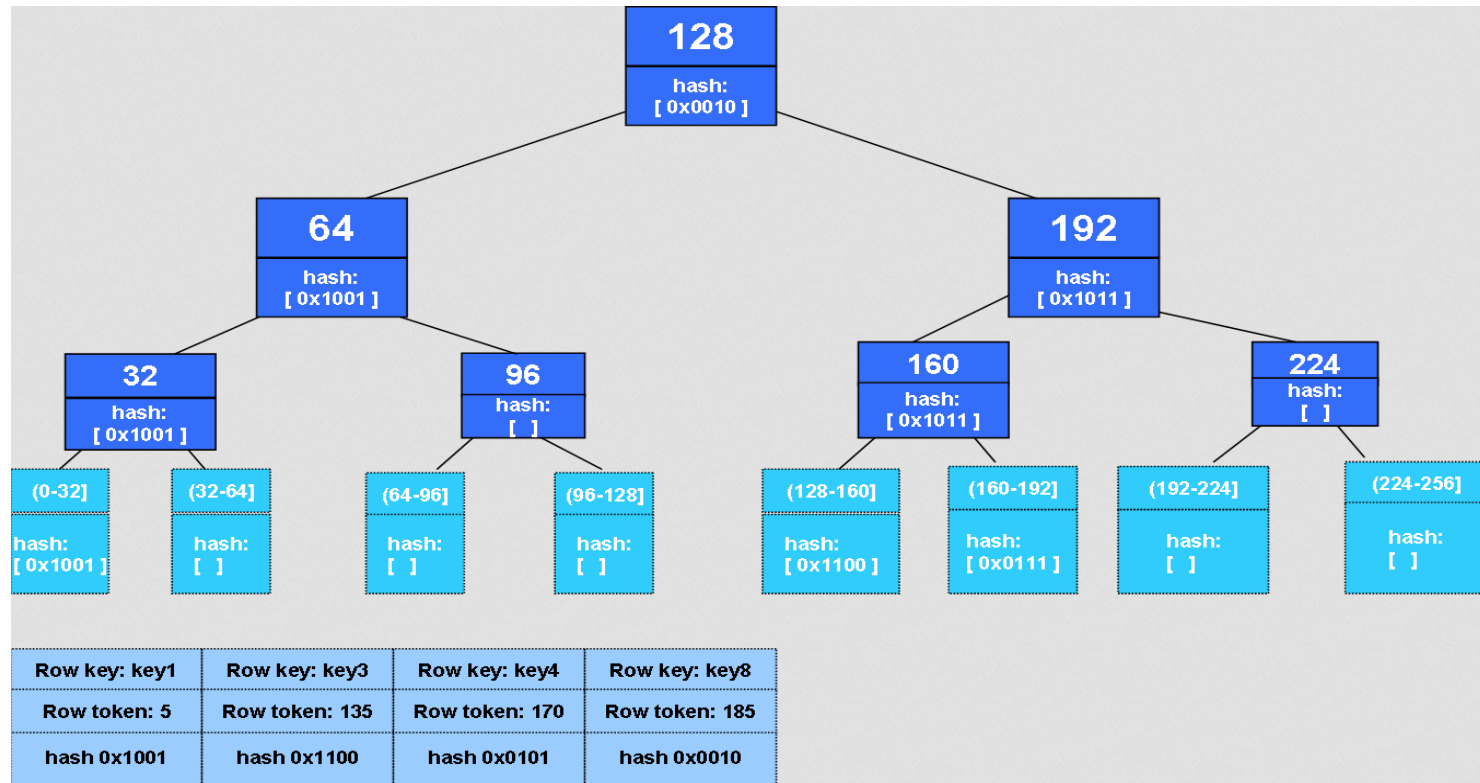 128
hash:
[ 0x0010 ]
64
hash:
[ 0x1001 ]
192
hash:
[ 0x1011 ]
32
hash:
[ 0x1001 ]
96
hash:
[ ]
160
hash:
[ 0x1011 ]
224
hash:
[ ]
(0-32]
hash:
[ 0x1001 ]
(32-64]
hash:
[ ]
(64-96]
hash:
[ ]
(96-128]
hash:
[ ]
(128-160]
hash:
[ 0x1100 ]
(160-192]
hash:
[ 0x0111 ]
(192-224]
hash:
[ ]
(224-256]
hash:
[ ]
Row key: key1 Row key: key3 Row key: key4 Row key: key8
Row token: 5 Row token: 135 Row token: 170 Row token: 185
hash 0x1001 hash 0x1100 hash 0x0101 hash 0x0010